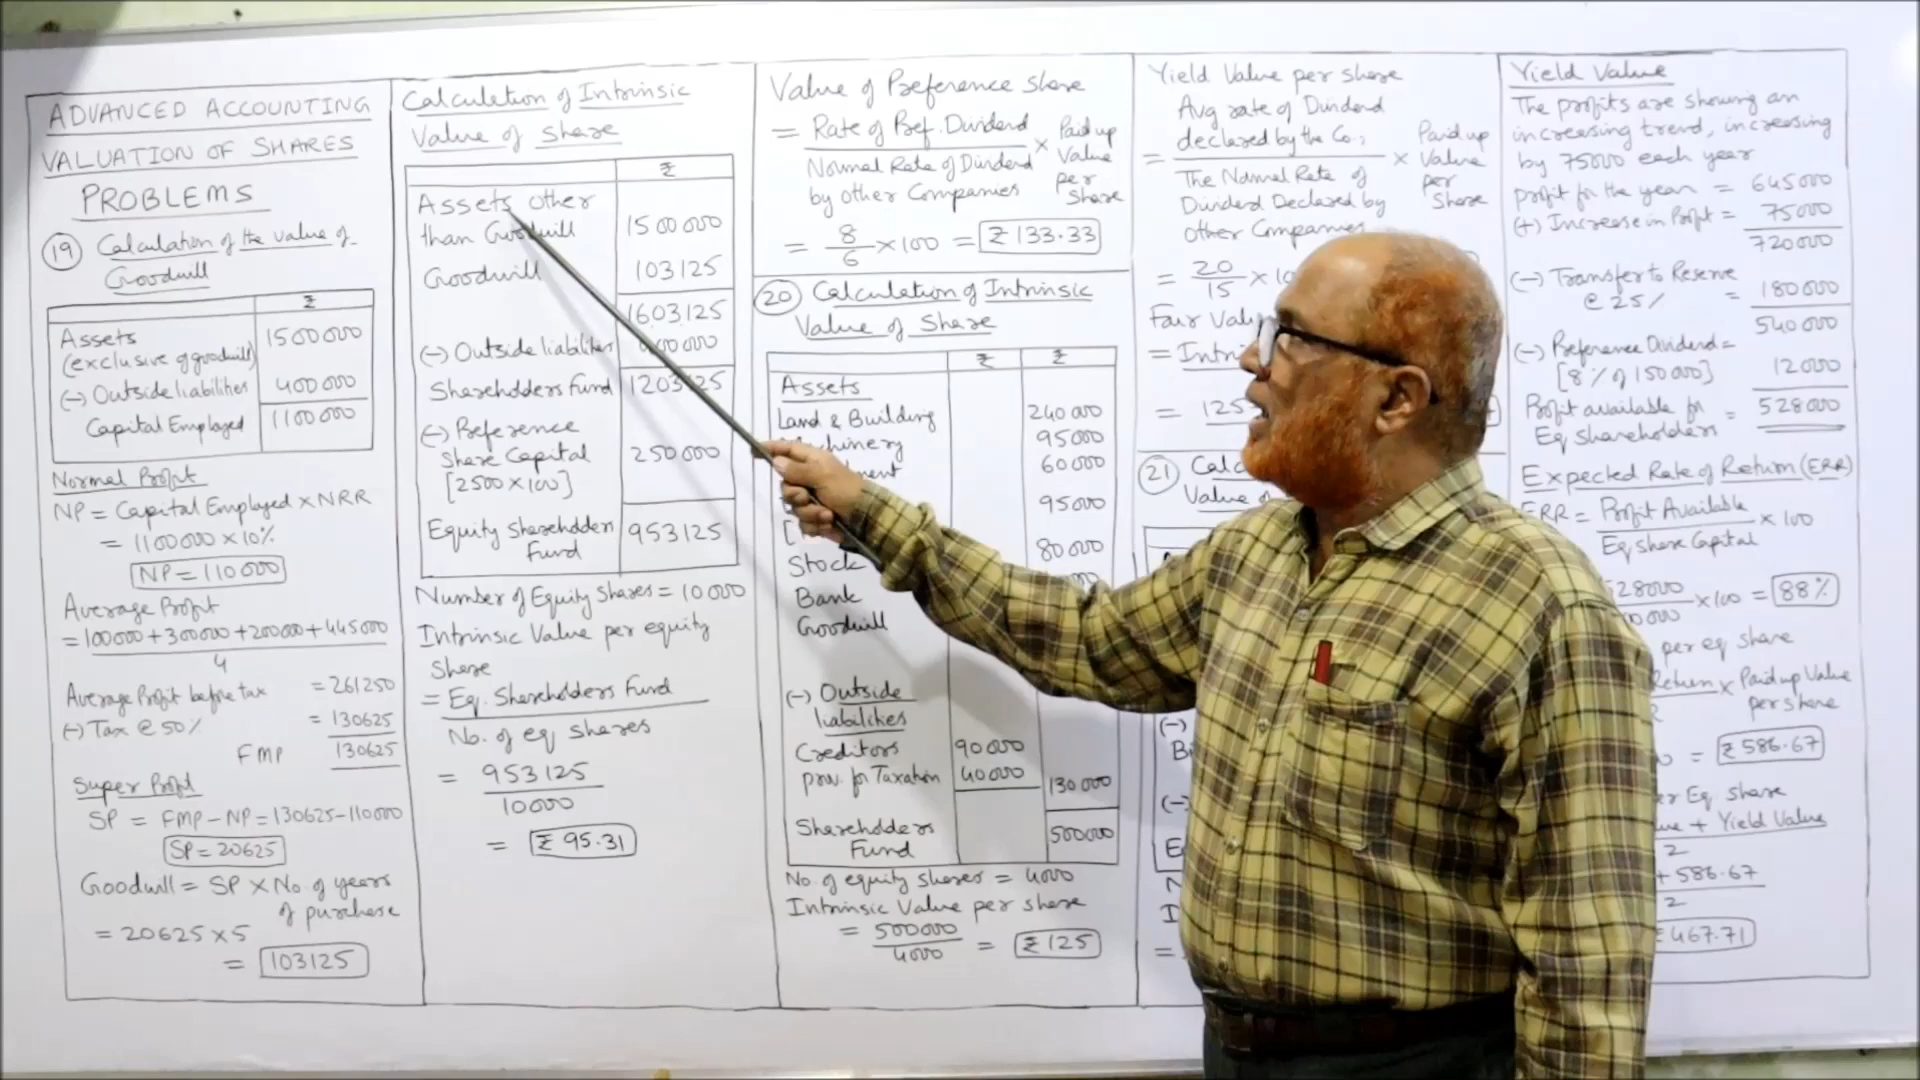 ADVANCED ACCOUNTING
VALUATION OF SHARES
PROBLEMS
19 Calculation of the value of
Goodwill
₹
Assets
(exclusive of goodwill) 1500000
(-) Outside liabilities 400000
Capital Employed 1100000
Normal Profit
NP = Capital Employed × NRR
= 1100000 × 10%
NP = 110000
Average Profit
= 100000 + 300000 + 200000 + 445000
4
Average Profit before tax = 261250
(-) Tax @ 50% = 130625
FMP 130625
Super Profit
SP = FMP - NP = 130625 - 110000
SP = 20625
Goodwill = SP × No. of years
of purchase
= 20625 × 5
= 103125
Calculation of Intrinsic
Value of share
₹
Assets other
than Goodwill 1500000
Goodwill 103125
1603125
(-) Outside liabilities 400000
Shareholders Fund 1203125
(-) Preference
Share Capital 250000
[2500 × 100]
Equity Shareholders 953125
Fund
Number of Equity Shares = 10000
Intrinsic Value per equity
Share
= Eq. Shareholders Fund
No. of eq shares
= 953125
10000
= ₹ 95.31
Value of Preference share
= Rate of Pref. Dividend × Paid up
Normal Rate of Dividend Value
by other Companies per
Share
= 8/6 × 100 = ₹ 133.33
20 Calculation of Intrinsic
Value of Share
₹ ₹
Assets
Land & Building 240000
95000
60000
95000
80000
Stock
Bank
Goodwill
(-) Outside
liabilities
Creditors 90000
prov. for Taxation 40000 130000
Shareholders 500000
Fund
No. of equity shares = 4000
Intrinsic Value per share
= 500000/4000 = ₹ 125
Yield Value per share
Avg rate of Dividend
declared by the Co; Paid up
= × Value
The Normal Rate of per
Dividend Declared by Share
Other Companies
= 20/15 ×
Fair
=
= 125
21
Value of
(-)
(-)
=
Yield Value
The profits are showing an
increasing trend, increasing
by 75000 each year
profit for the year = 645000
(+) Increase in Profit = 75000
720000
(-) Transfer to Reserve
@ 25% = 180000
540000
(-) Preference Dividend =
[8% of 150000] 12000
Profit available for = 528000
Eq shareholders
Expected Rate of Return (ERR)
ERR = Profit Available × 100
Eq Share Capital
× 100 = 88%
per eq share
Return × Paid up Value
per share
= ₹ 586.67
Eq share
+ Yield Value
2
+ 586.67
2
₹ 467.71